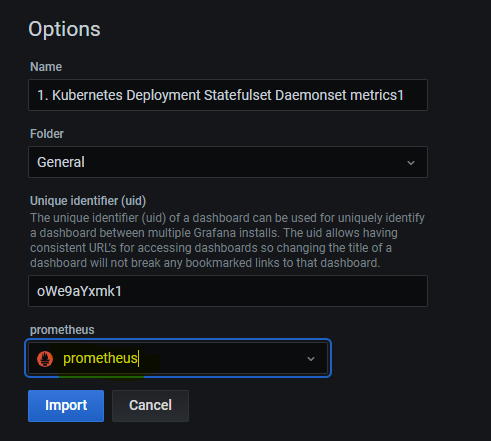 Options
Name
1. Kubernetes Deployment Statefulset Daemonset metrics1
Folder
General
Unique identifier (uid)
The unique identifier (uid) of a dashboard can be used for uniquely identify
a dashboard between multiple Grafana installs. The uid allows having
consistent URL's for accessing dashboards so changing the title of a
dashboard will not break any bookmarked links to that dashboard.
oWe9aYxmk1
prometheus
prometheus
Import Cancel